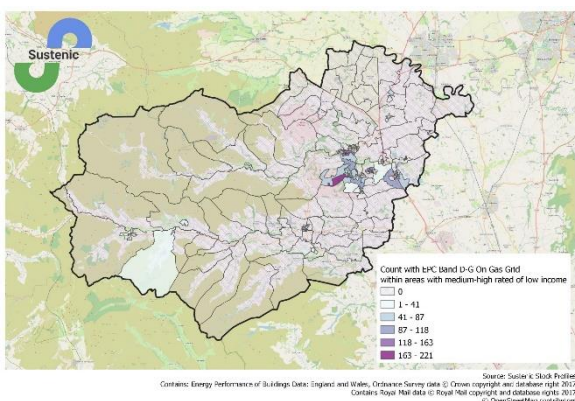 Sustenic
Count with EPC Band D-G On Gas Grid
within areas with medium-high rated of low income
0
1 - 41
41 - 87
87 - 118
118 - 163
163 - 221
Source: Sustenic Stock Profiles
Contains: Energy Performance of Buildings Data: England and Wales, Ordnance Survey data © Crown copyright and database right 2017
Contains Royal Mail data © Royal Mail copyright and database rights 2017
© OpenStreetMap contributors